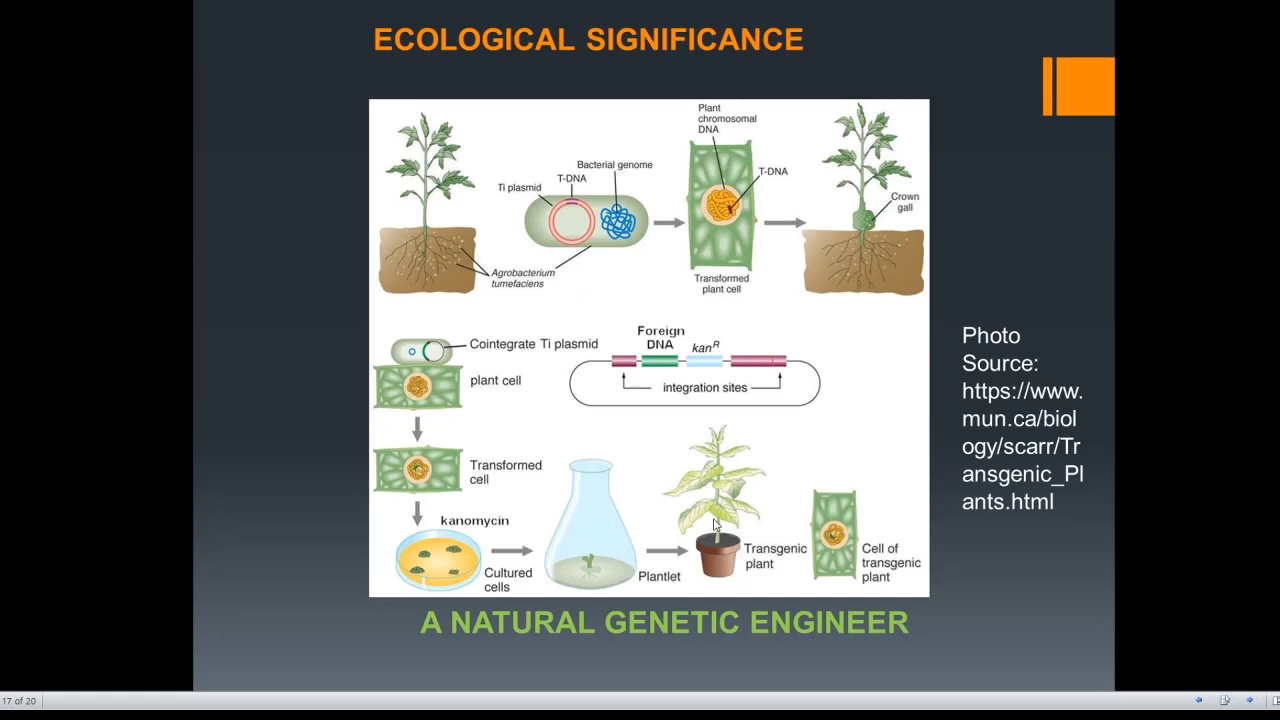 ECOLOGICAL SIGNIFICANCE
Plant
chromosomal
DNA
Bacterial genome
T-DNA
T-DNA
Ti plasmid
Crown
gall
Agrobacterium
tumefaciens
Transformed
plant cell
Foreign
DNA
kanR
Cointegrate Ti plasmid
plant cell
integration sites
Transformed
cell
kanomycin
Cultured
cells
Plantlet
Transgenic
plant
Cell of
transgenic
plant
Photo
Source:
https://www.
mun.ca/biol
ogy/scarr/Tr
ansgenic_Pl
ants.html
A NATURAL GENETIC ENGINEER
17 of 20